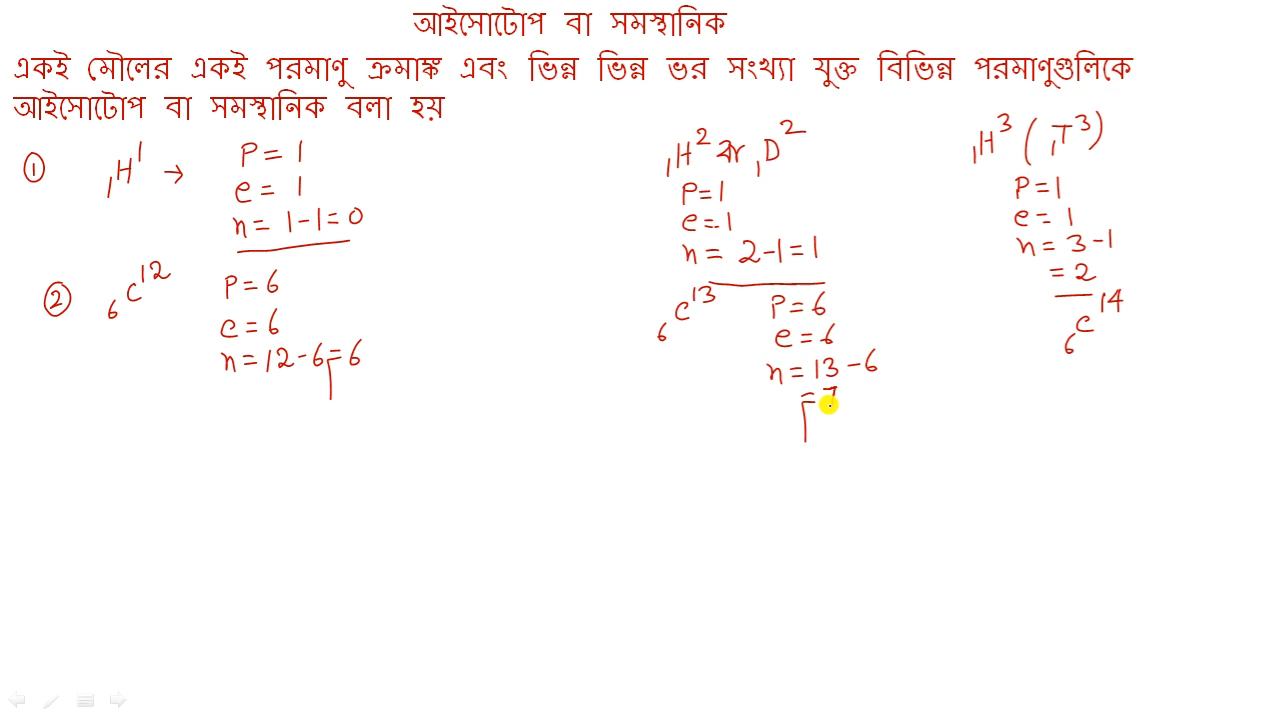 আইসোটোপ বা সমস্থানিক
একই মৌলের একই পরমাণু ক্রমাঙ্ক এবং ভিন্ন ভিন্ন ভর সংখ্যা যুক্ত বিভিন্ন পরমাণুগুলিকে
আইসোটোপ বা সমস্থানিক বলা হয়
① ₁H¹ →
P = 1
e = 1
n = 1-1=0
₁H² বা ₁D²
P=1
e=1
n = 2-1=1
₁H³ (₁T³)
P=1
e=1
n = 3-1
= 2
② ₆C¹²
P=6
e=6
n=12-6=6
₆C¹³
P=6
e=6
n=13-6
=7
₆C¹⁴